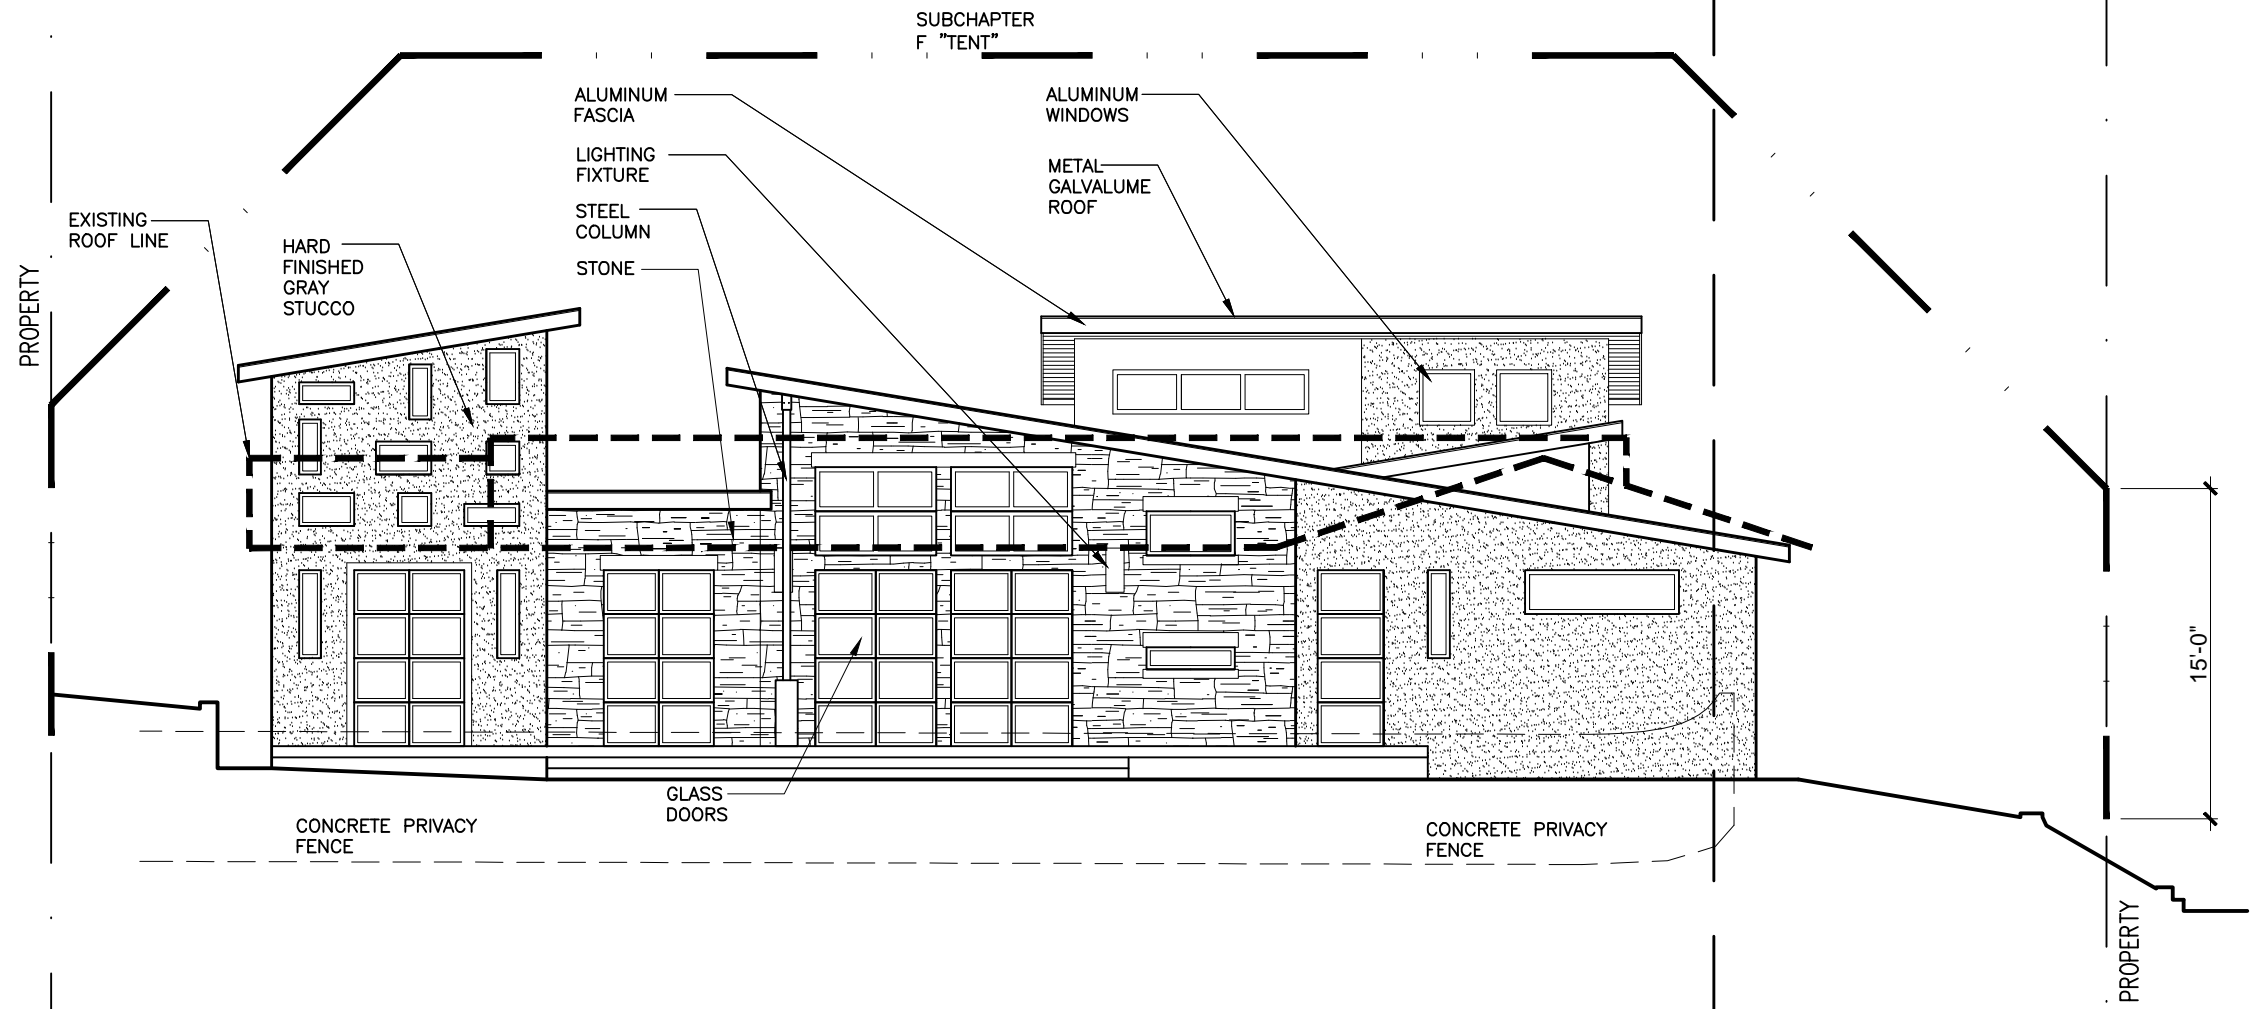 SUBCHAPTER
F "TENT"
ALUMINUM
FASCIA
ALUMINUM
WINDOWS
LIGHTING
FIXTURE
METAL
GALVALUME
ROOF
STEEL
COLUMN
EXISTING
ROOF LINE
HARD
FINISHED
GRAY
STUCCO
STONE
PROPERTY
15'-0"
GLASS
DOORS
CONCRETE PRIVACY
FENCE
CONCRETE PRIVACY
FENCE
PROPERTY